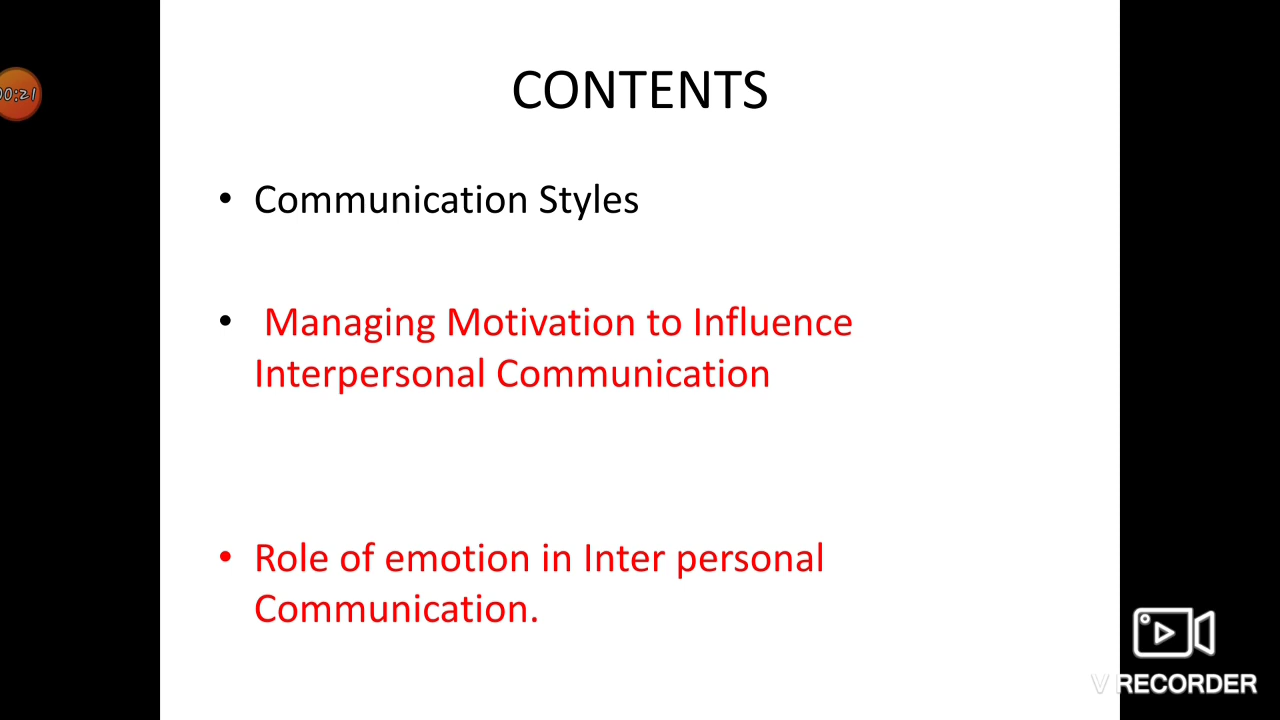 CONTENTS
00:21
• Communication Styles
• Managing Motivation to Influence
Interpersonal Communication
• Role of emotion in Inter personal
Communication.
V RECORDER